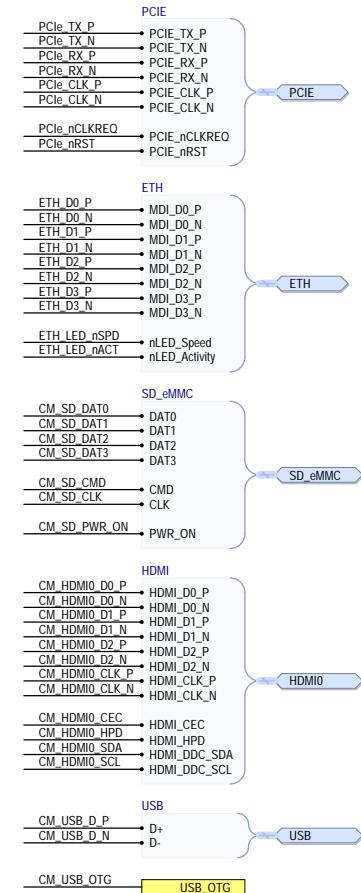 PCIE
PCIe_TX_P PCIE_TX_P
PCIe_TX_N PCIE_TX_N
PCIe_RX_P PCIE_RX_P
PCIe_RX_N PCIE_RX_N
PCIe_CLK_P PCIE_CLK_P
PCIe_CLK_N PCIE_CLK_N
PCIE
PCIe_nCLKREQ PCIE_nCLKREQ
PCIe_nRST PCIE_nRST
ETH
ETH_D0_P MDI_D0_P
ETH_D0_N MDI_D0_N
ETH_D1_P MDI_D1_P
ETH_D1_N MDI_D1_N
ETH_D2_P MDI_D2_P
ETH_D2_N MDI_D2_N
ETH
ETH_D3_P MDI_D3_P
ETH_D3_N MDI_D3_N
ETH_LED_nSPD nLED_Speed
ETH_LED_nACT nLED_Activity
SD_eMMC
CM_SD_DAT0 DAT0
CM_SD_DAT1 DAT1
CM_SD_DAT2 DAT2
CM_SD_DAT3 DAT3
SD_eMMC
CM_SD_CMD CMD
CM_SD_CLK CLK
CM_SD_PWR_ON PWR_ON
HDMI
CM_HDMI0_D0_P HDMI_D0_P
CM_HDMI0_D0_N HDMI_D0_N
CM_HDMI0_D1_P HDMI_D1_P
CM_HDMI0_D1_N HDMI_D1_N
CM_HDMI0_D2_P HDMI_D2_P
CM_HDMI0_D2_N HDMI_D2_N
CM_HDMI0_CLK_P HDMI_CLK_P
HDMI0
CM_HDMI0_CLK_N HDMI_CLK_N
CM_HDMI0_CEC HDMI_CEC
CM_HDMI0_HPD HDMI_HPD
CM_HDMI0_SDA HDMI_DDC_SDA
CM_HDMI0_SCL HDMI_DDC_SCL
USB
CM_USB_D_P D+
CM_USB_D_N D-
USB
CM_USB_OTG USB_OTG